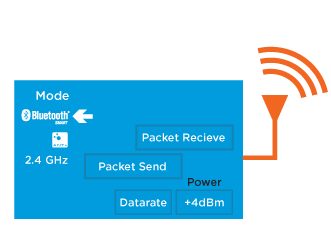 Mode
Bluetooth®
SMART
Packet Recieve
2.4 GHz
Packet Send
Power
Datarate
+4dBm